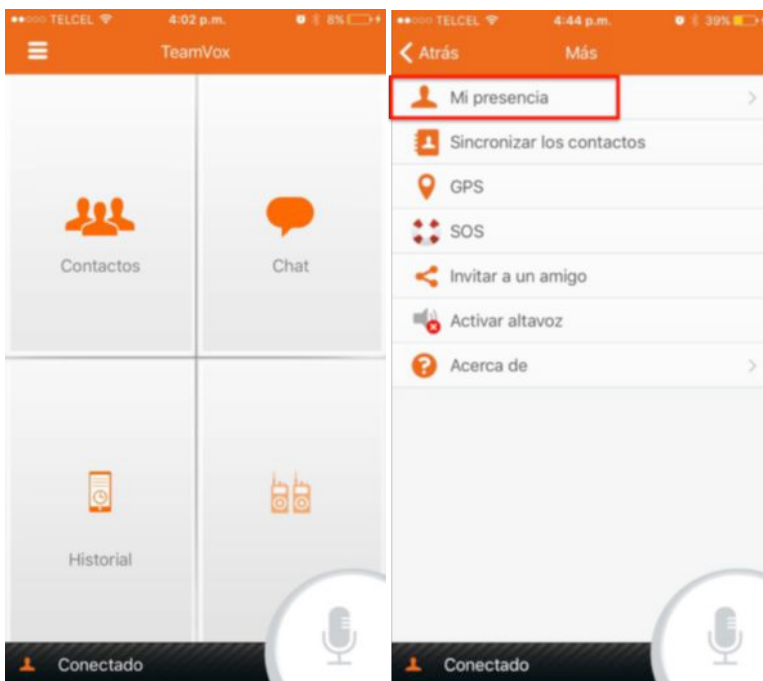 TELCEL 4:02 p.m. 8%
TeamVox
Contactos
Chat
Historial
Conectado
TELCEL 4:44 p.m. 39%
Atrás Más
Mi presencia
Sincronizar los contactos
GPS
SOS
Invitar a un amigo
Activar altavoz
Acerca de
Conectado